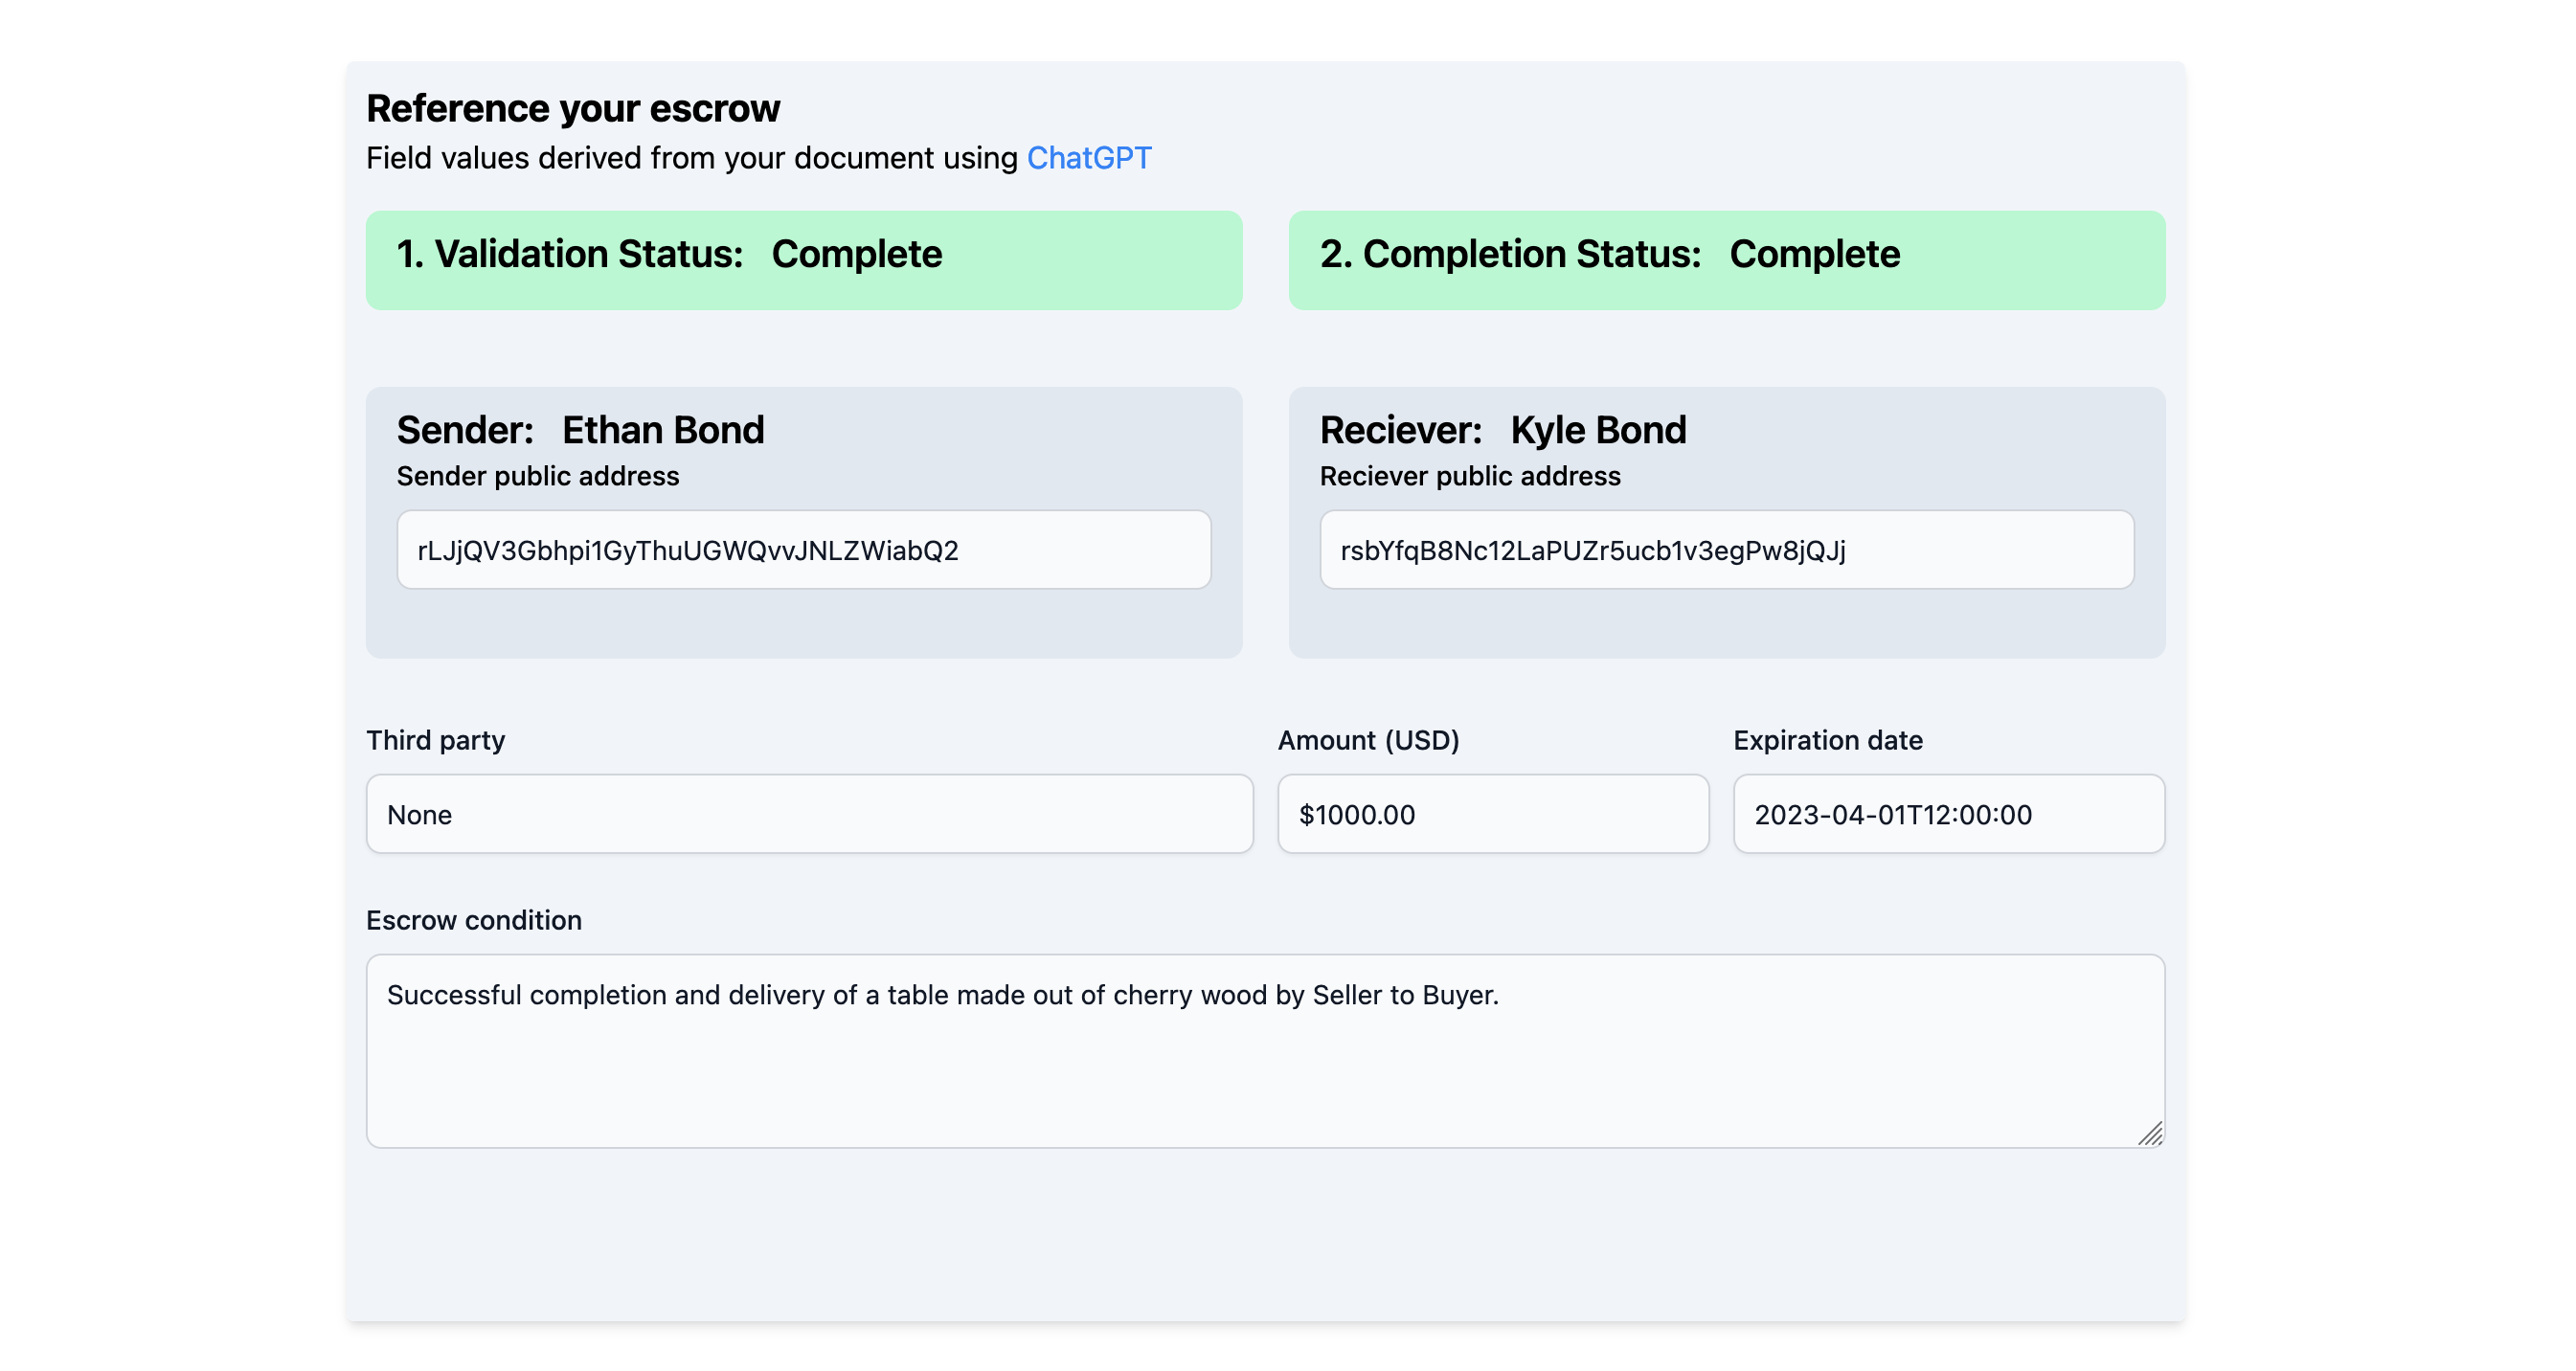 Reference your escrow
Field values derived from your document using ChatGPT
1. Validation Status: Complete
2. Completion Status: Complete
Sender: Ethan Bond
Sender public address
rLJjQV3Gbhpi1GyThuUGWQvvJNLZWiabQ2
Reciever: Kyle Bond
Reciever public address
rsbYfqB8Nc12LaPUZr5ucb1v3egPw8jQJj
Third party
None
Amount (USD)
$1000.00
Expiration date
2023-04-01T12:00:00
Escrow condition
Successful completion and delivery of a table made out of cherry wood by Seller to Buyer.